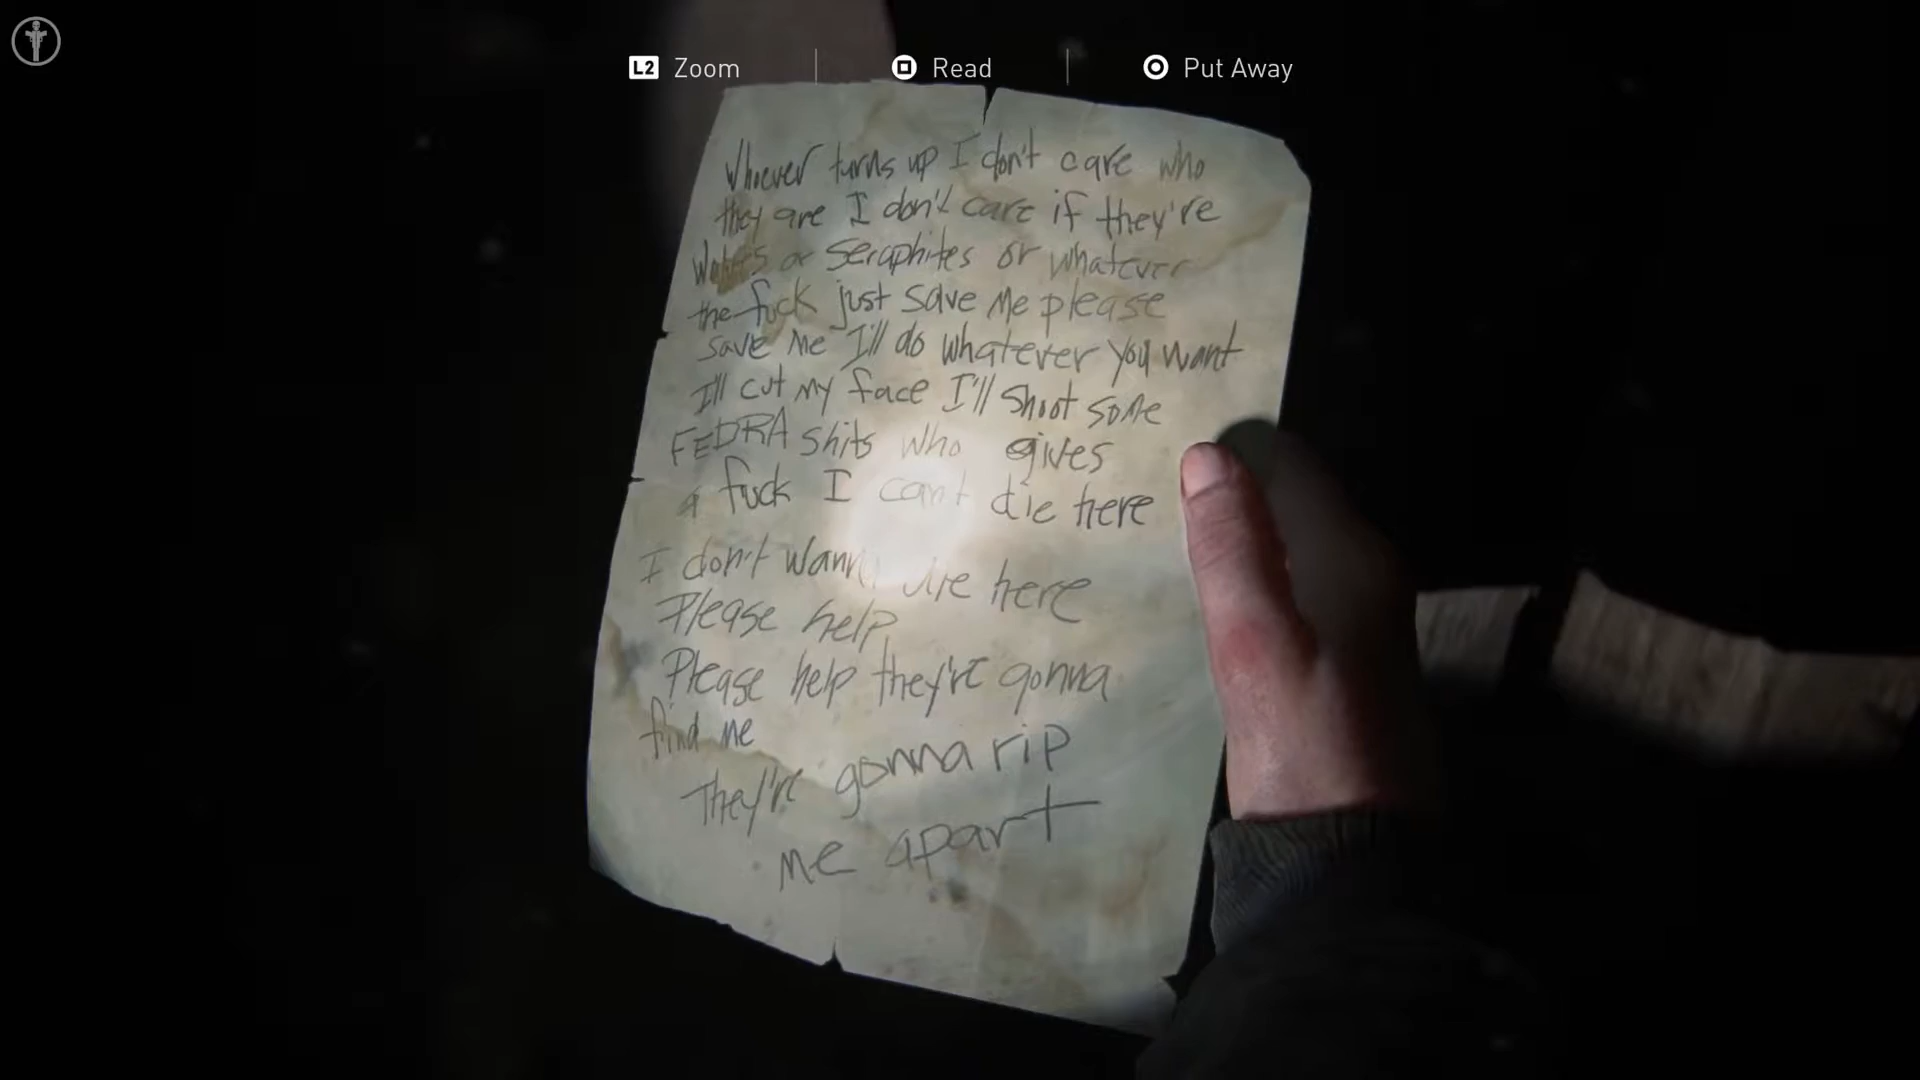 L2 Zoom Read Put Away
Whoever turns up I don't care who
they are I don't care if they're
Wolves or Seraphites or whatever
the fuck just save me please
save me I'll do whatever you want
I'll cut my face I'll shoot some
FEDRA shits who gives
a fuck I can't die here
I don't wanna die here
Please help
Please help they're gonna
find me
They're gonna rip
me apart